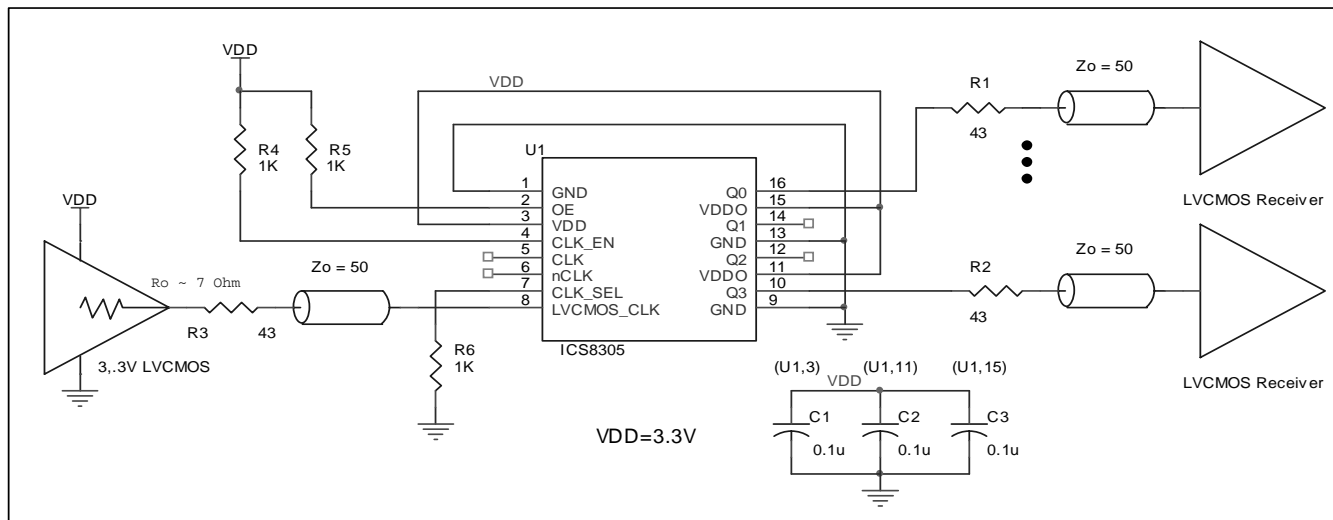 VDD
VDD
R4
1K
R5
1K
U1
1
2
3
4
5
6
7
8
GND
OE
VDD
CLK_EN
CLK
nCLK
CLK_SEL
LVCMOS_CLK
Q0
VDDO
Q1
GND
Q2
VDDO
Q3
GND
16
15
14
13
12
11
10
9
ICS8305
R1
43
Zo = 50
LVCMOS Receiver
R2
43
Zo = 50
LVCMOS Receiver
VDD
Ro ~ 7 Ohm
R3
43
Zo = 50
3,.3V LVCMOS
R6
1K
VDD=3.3V
(U1,3)
(U1,11)
(U1,15)
VDD
C1
0.1u
C2
0.1u
C3
0.1u